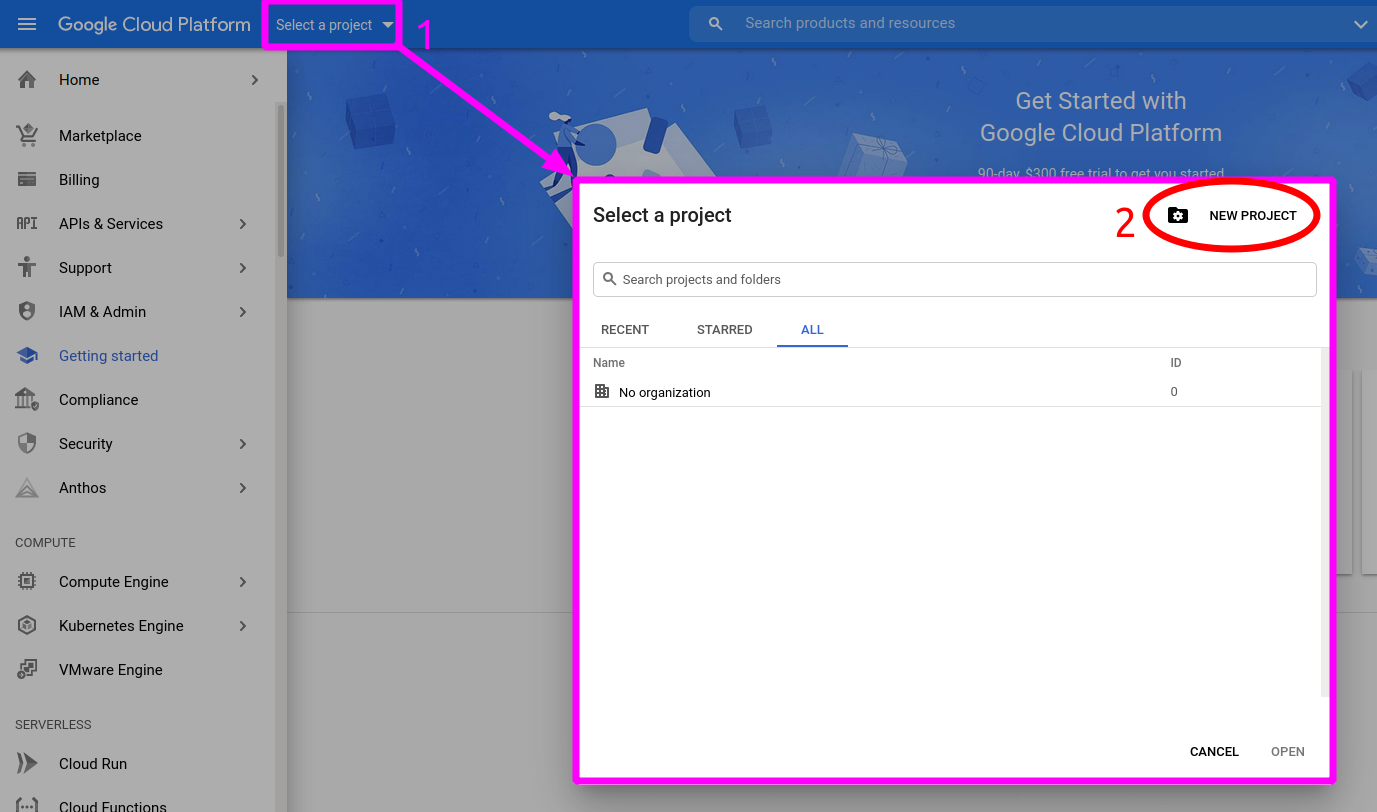 Google Cloud Platform
Select a project
1
Search products and resources
Home
Marketplace
Billing
API APIs & Services
Support
IAM & Admin
Getting started
Compliance
Security
Anthos
COMPUTE
Compute Engine
Kubernetes Engine
VMware Engine
SERVERLESS
Cloud Run
Cloud Functions
Get Started with
Google Cloud Platform
90-day, $300 free trial to get you started
Select a project
2
NEW PROJECT
Search projects and folders
RECENT STARRED ALL
Name ID
No organization 0
CANCEL OPEN